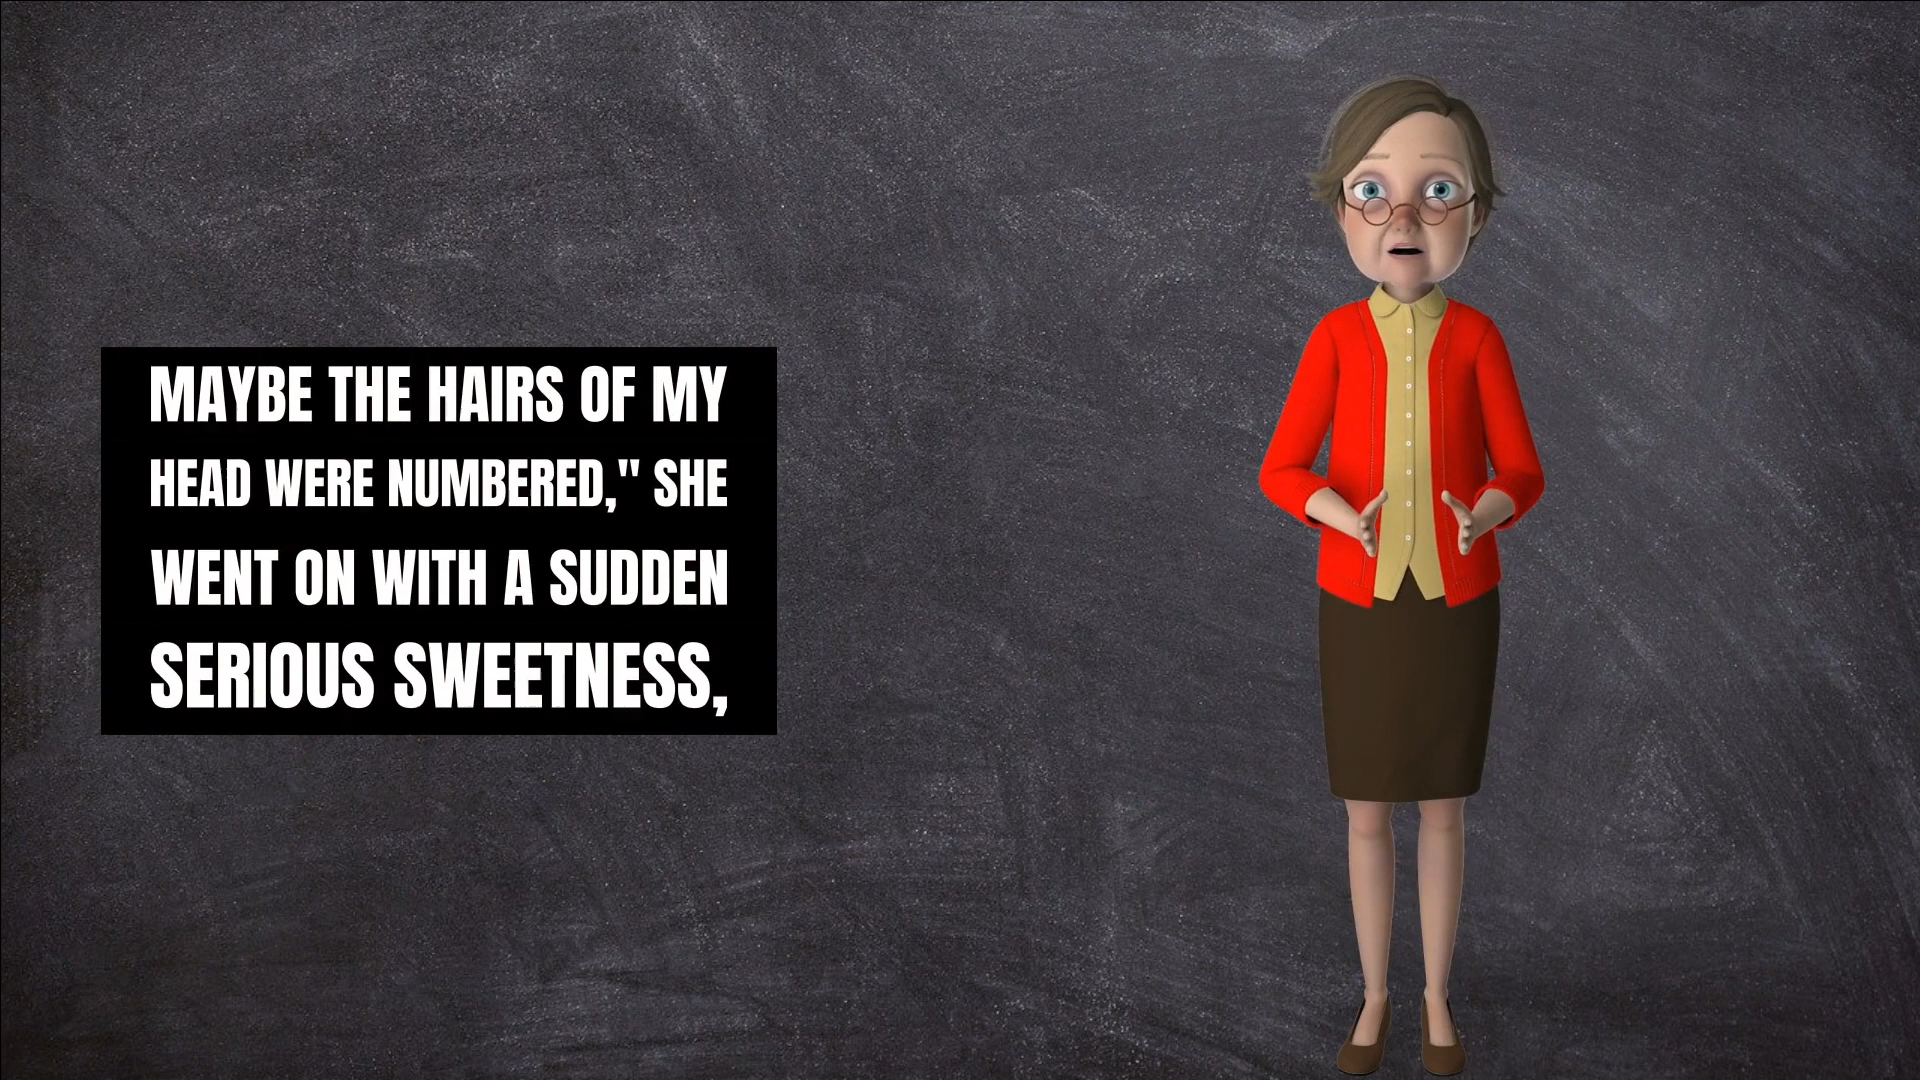 MAYBE THE HAIRS OF MY
HEAD WERE NUMBERED," SHE
WENT ON WITH A SUDDEN
SERIOUS SWEETNESS,